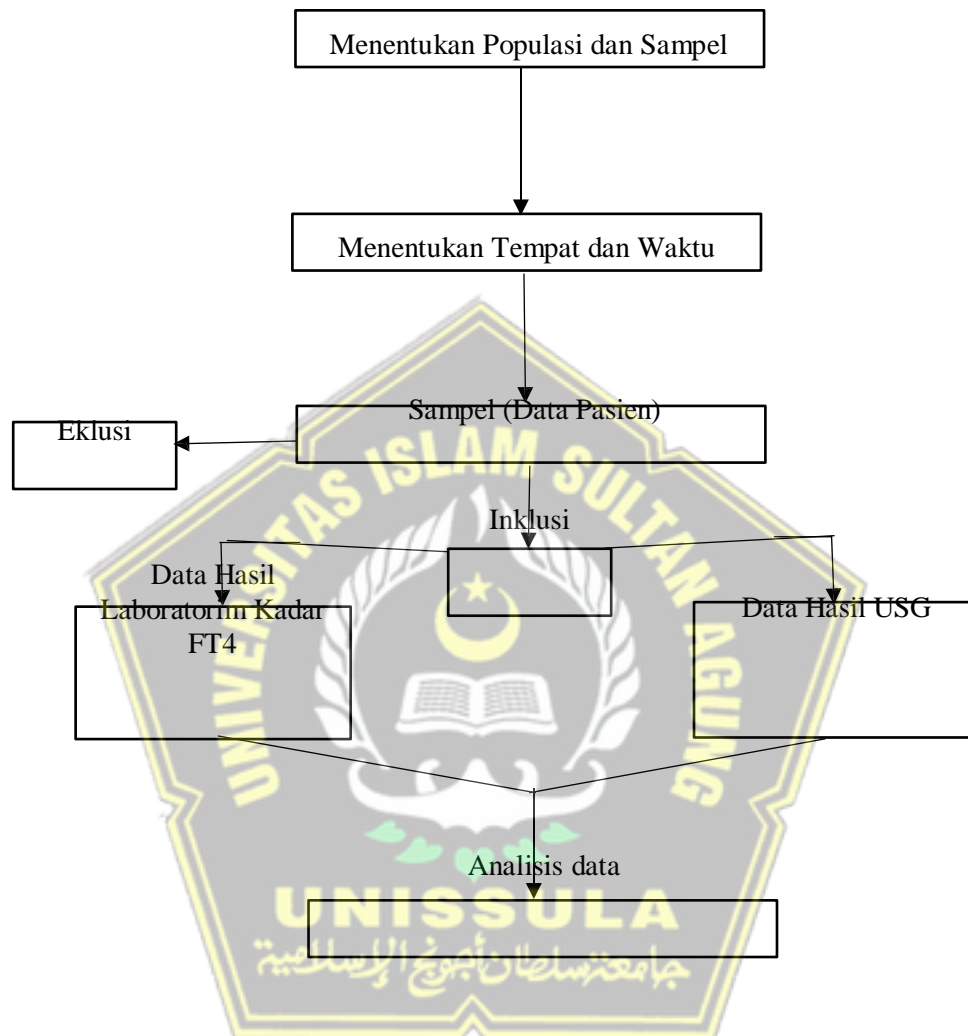 Menentukan Populasi dan Sampel
Menentukan Tempat dan Waktu
Sampel (Data Pasien)
Eklusi
Inklusi
Data Hasil
Laboratorim Kadar
FT4
Data Hasil USG
Analisis data
UNIVERSITAS ISLAM SULTAN AGUNG
UNISSULA
جامعة سلطان أجونج الإسلامية